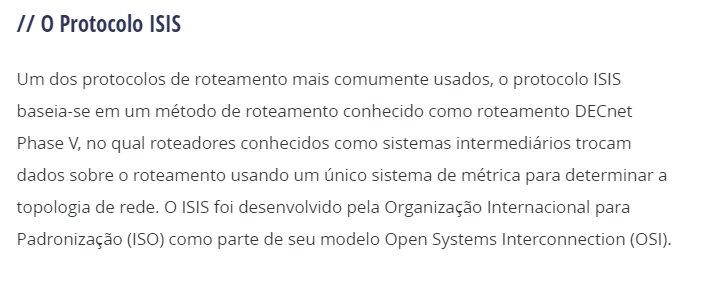 // O Protocolo ISIS
Um dos protocolos de roteamento mais comumente usados, o protocolo ISIS
baseia-se em um método de roteamento conhecido como roteamento DECnet
Phase V, no qual roteadores conhecidos como sistemas intermediários trocam
dados sobre o roteamento usando um único sistema de métrica para determinar a
topologia de rede. O ISIS foi desenvolvido pela Organização Internacional para
Padronização (ISO) como parte de seu modelo Open Systems Interconnection (OSI).